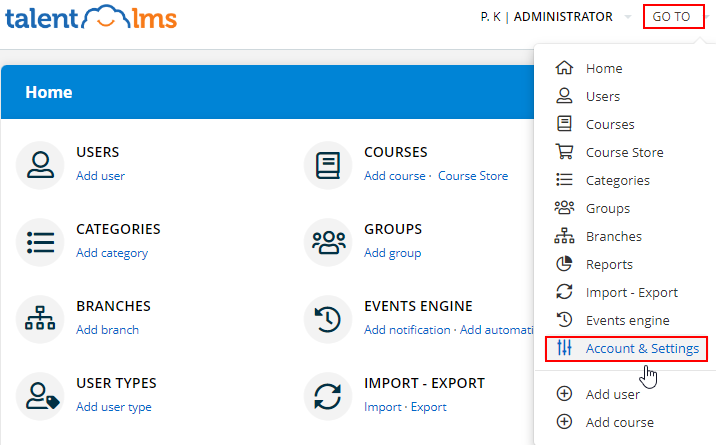 talent lms
P. K | ADMINISTRATOR
GO TO
Home
Home
Users
Courses
Course Store
Categories
Groups
Branches
Reports
Import - Export
Events engine
Account & Settings
Add user
Add course
USERS
Add user
COURSES
Add course · Course Store
CATEGORIES
Add category
GROUPS
Add group
BRANCHES
Add branch
EVENTS ENGINE
Add notification · Add automati
USER TYPES
Add user type
IMPORT - EXPORT
Import · Export